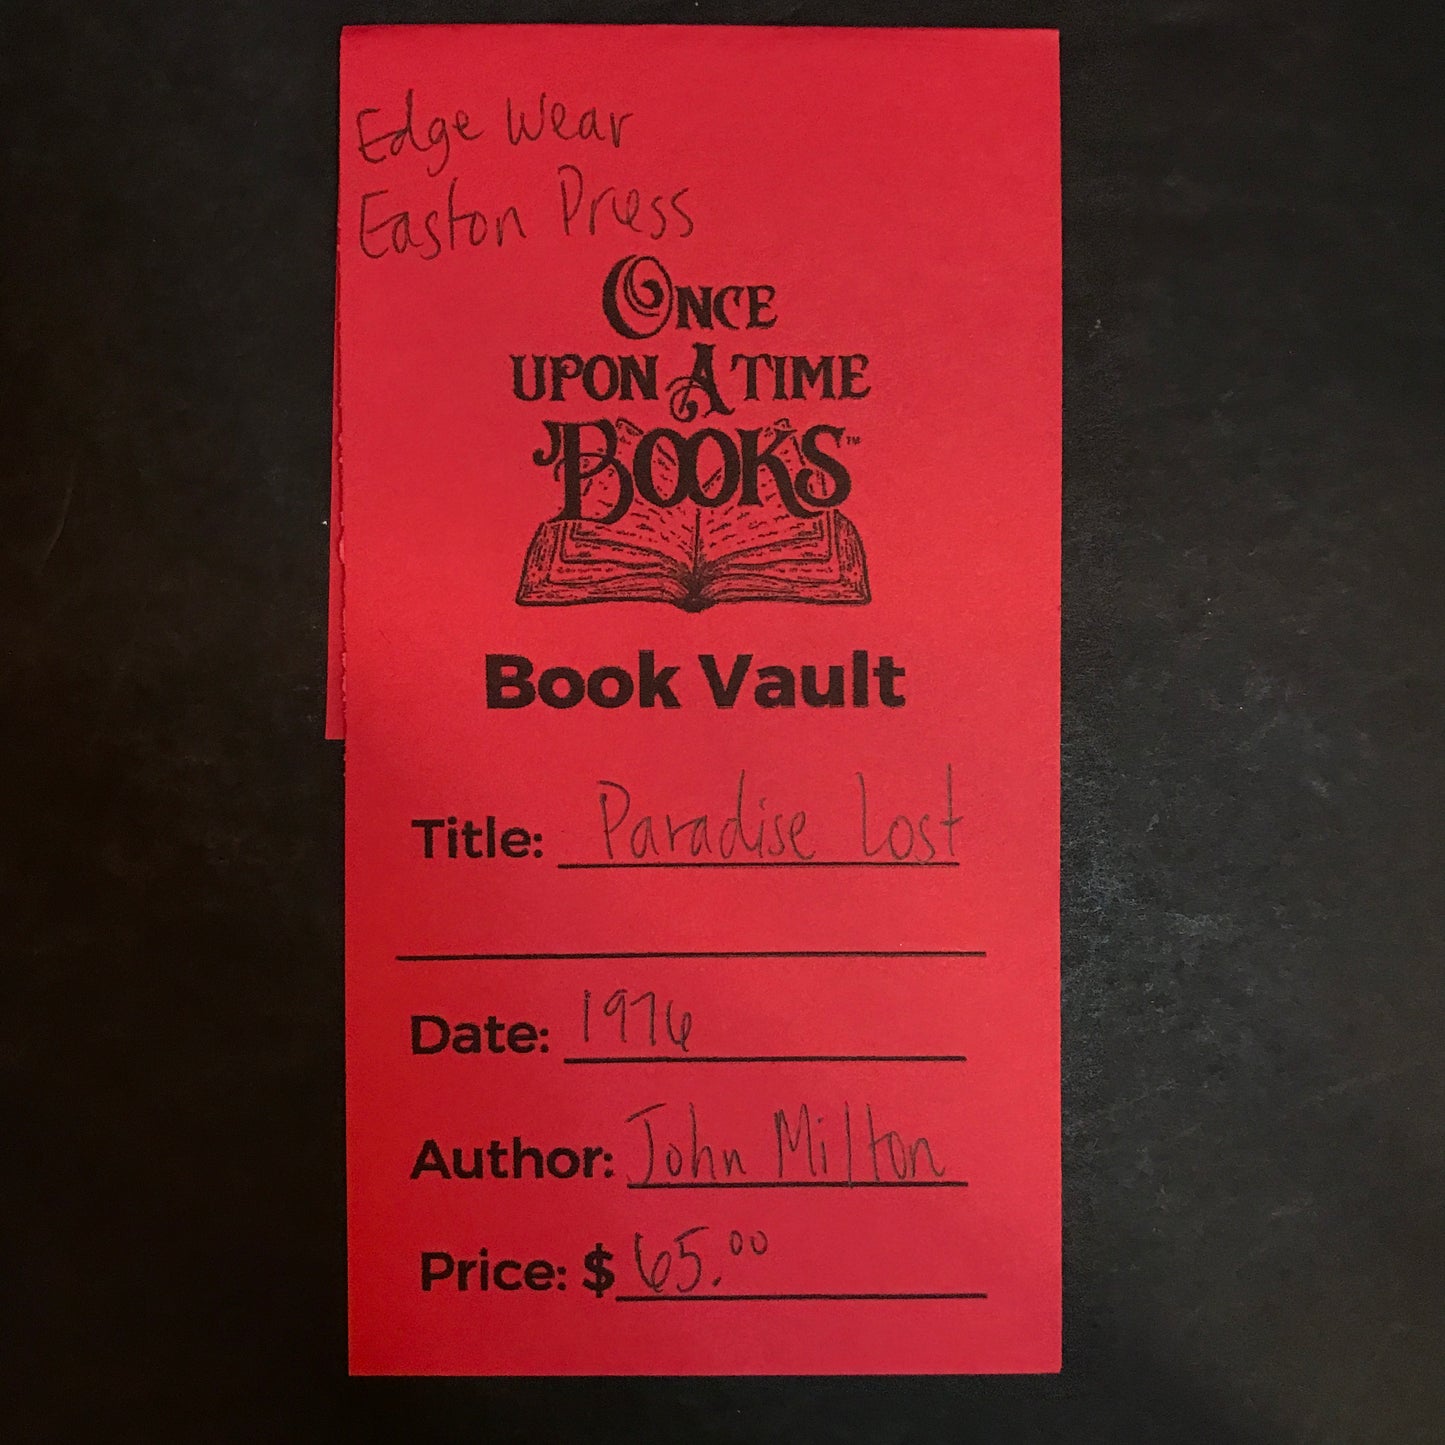 Edge Wear
Easton Press
ONCE
UPON A TIME
BOOKS™
Book Vault
Title: Paradise Lost
Date: 1976
Author: John Milton
Price: $65.00